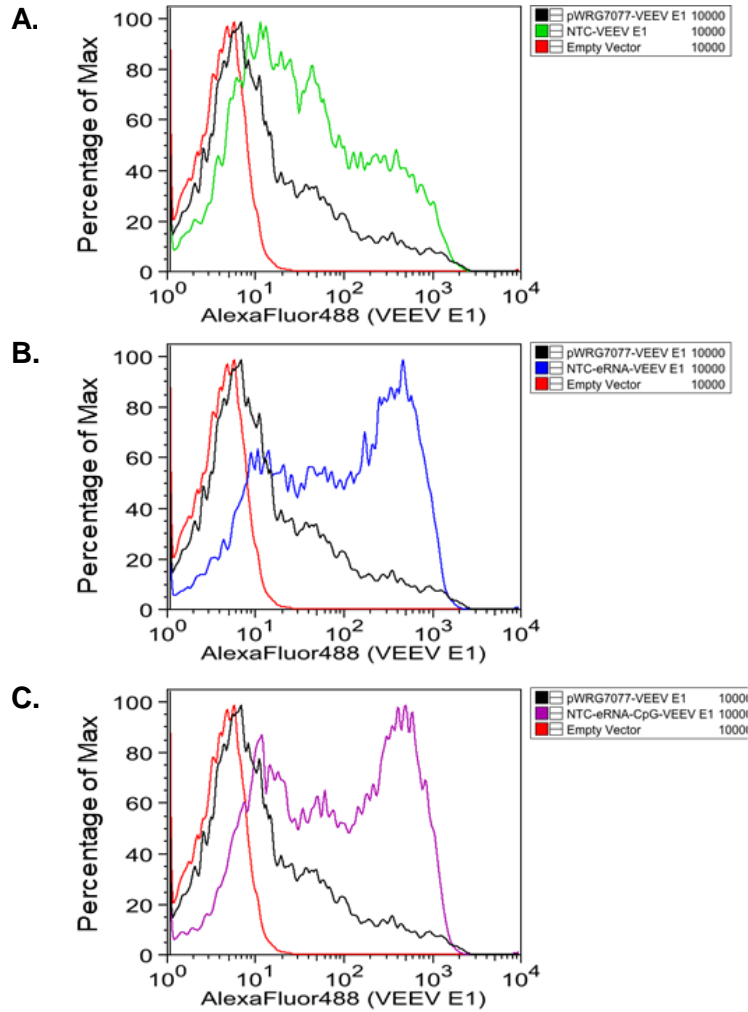 A.
Percentage of Max
100
80
60
40
20
0
10^0 10^1 10^2 10^3 10^4
AlexaFluor488 (VEEV E1)
pWRG7077-VEEV E1 10000
NTC-VEEV E1 10000
Empty Vector 10000
B.
Percentage of Max
100
80
60
40
20
0
10^0 10^1 10^2 10^3 10^4
AlexaFluor488 (VEEV E1)
pWRG7077-VEEV E1 10000
NTC-eRNA-VEEV E1 10000
Empty Vector 10000
C.
Percentage of Max
100
80
60
40
20
0
10^0 10^1 10^2 10^3 10^4
AlexaFluor488 (VEEV E1)
pWRG7077-VEEV E1 1000
NTC-eRNA-CpG-VEEV E1 1000
Empty Vector 1000